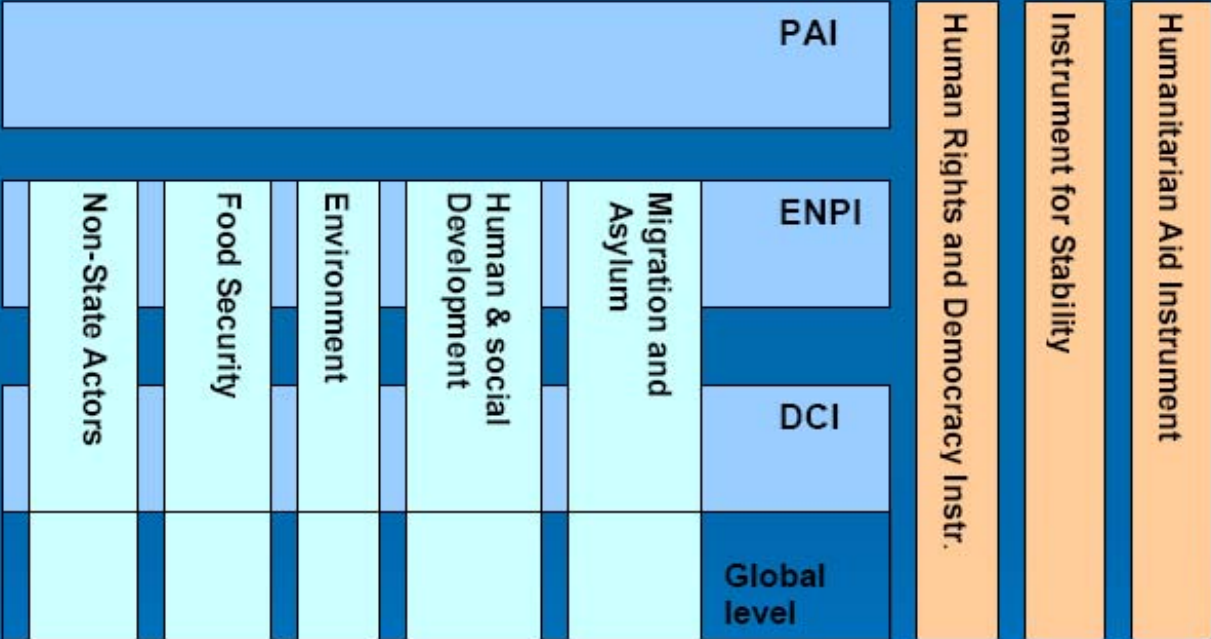 PAI
ENPI
DCI
Global
level
Non-State Actors
Food Security
Environment
Human & social
Development
Migration and
Asylum
Human Rights and Democracy Instr.
Instrument for Stability
Humanitarian Aid Instrument